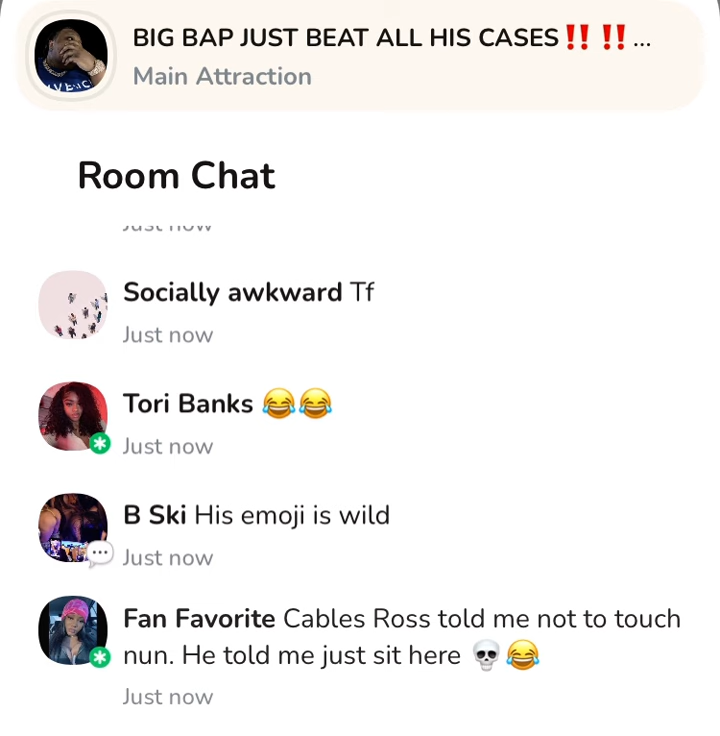 BIG BAP JUST BEAT ALL HIS CASES‼️ ‼️...
Main Attraction
Room Chat
Just now
Socially awkward Tf
Just now
Tori Banks 😂😂
Just now
B Ski His emoji is wild
Just now
Fan Favorite Cables Ross told me not to touch
nun. He told me just sit here 💀😂
Just now